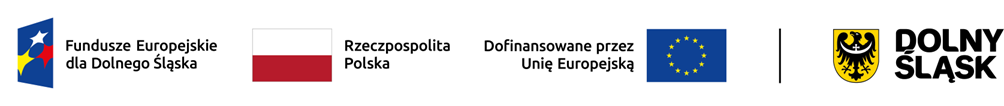 Fundusze Europejskie
dla Dolnego Śląska
Rzeczpospolita
Polska
Dofinansowane przez
Unię Europejską
DOLNY
ŚLĄSK